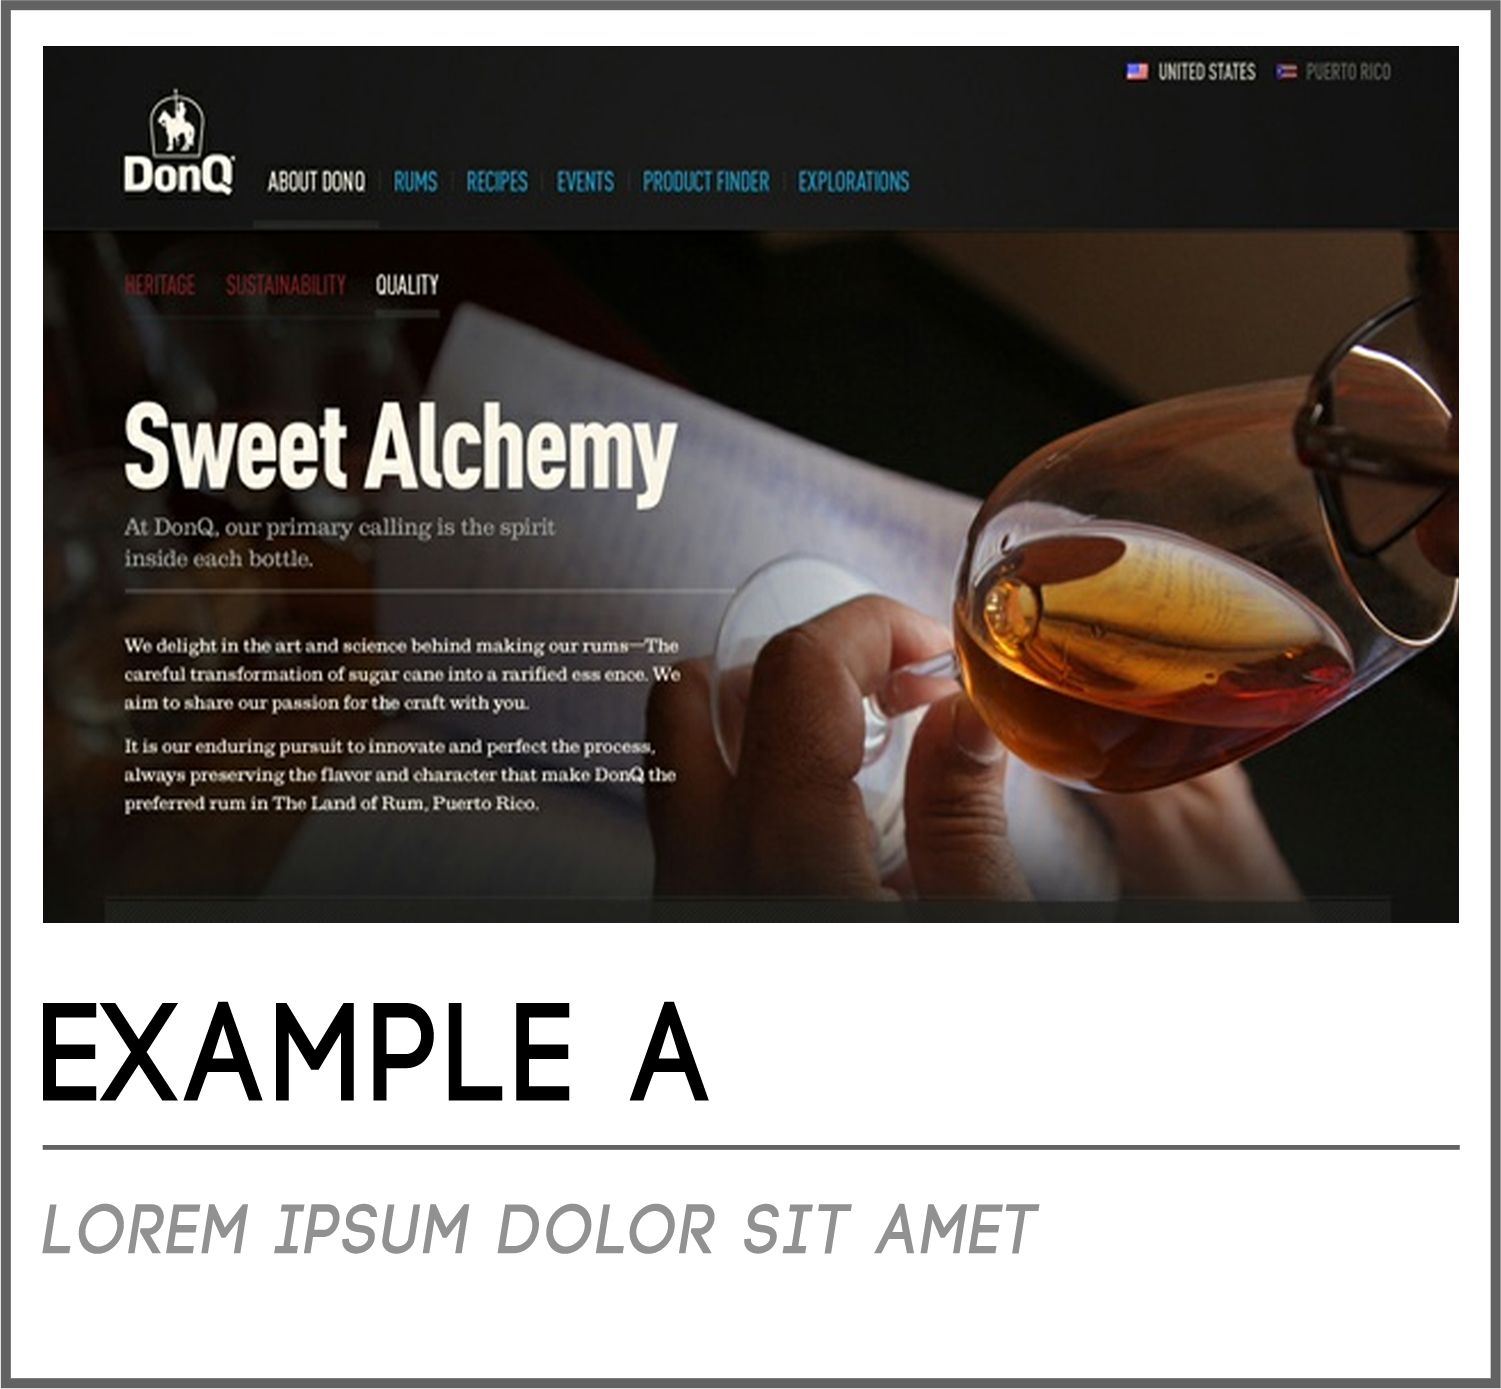 UNITED STATES PUERTO RICO
DonQ
ABOUT DONQ RUMS RECIPES EVENTS PRODUCT FINDER EXPLORATIONS
HERITAGE SUSTAINABILITY QUALITY
Sweet Alchemy
At DonQ, our primary calling is the spirit
inside each bottle.
We delight in the art and science behind making our rums—The
careful transformation of sugar cane into a rarified ess ence. We
aim to share our passion for the craft with you.
It is our enduring pursuit to innovate and perfect the process,
always preserving the flavor and character that make DonQ the
preferred rum in The Land of Rum, Puerto Rico.
EXAMPLE A
LOREM IPSUM DOLOR SIT AMET